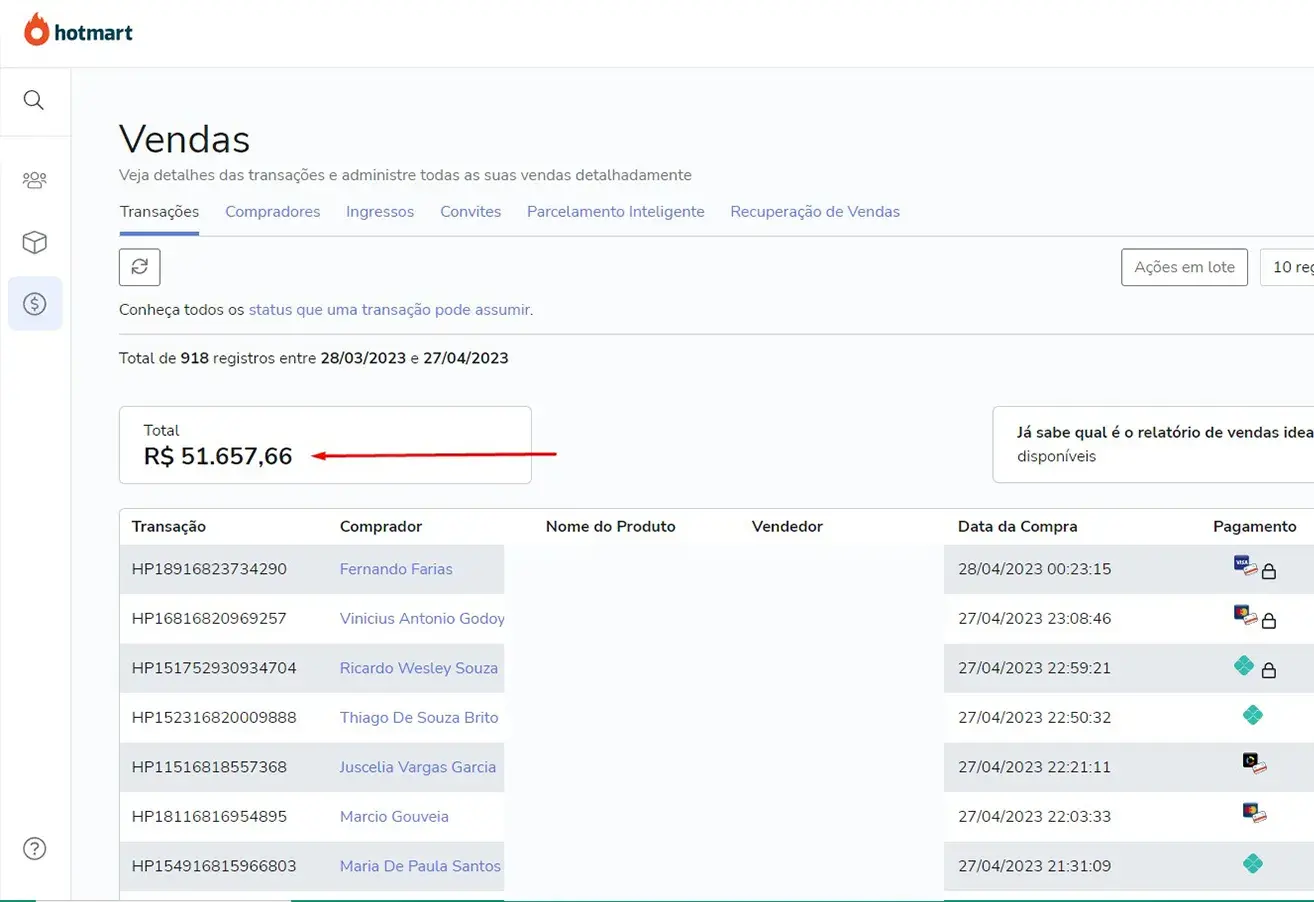 hotmart
Vendas
Veja detalhes das transações e administre todas as suas vendas detalhadamente
Transações Compradores Ingressos Convites Parcelamento Inteligente Recuperação de Vendas
Ações em lote 10 reg
Conheça todos os status que uma transação pode assumir.
Total de 918 registros entre 28/03/2023 e 27/04/2023
Total
R$ 51.657,66
Já sabe qual é o relatório de vendas idea
disponíveis
Transação Comprador Nome do Produto Vendedor Data da Compra Pagamento
HP18916823734290 Fernando Farias 28/04/2023 00:23:15 VISA
HP16816820969257 Vinicius Antonio Godoy 27/04/2023 23:08:46
HP151752930934704 Ricardo Wesley Souza 27/04/2023 22:59:21
HP152316820009888 Thiago De Souza Brito 27/04/2023 22:50:32
HP11516818557368 Juscelia Vargas Garcia 27/04/2023 22:21:11
HP18116816954895 Marcio Gouveia 27/04/2023 22:03:33
HP154916815966803 Maria De Paula Santos 27/04/2023 21:31:09